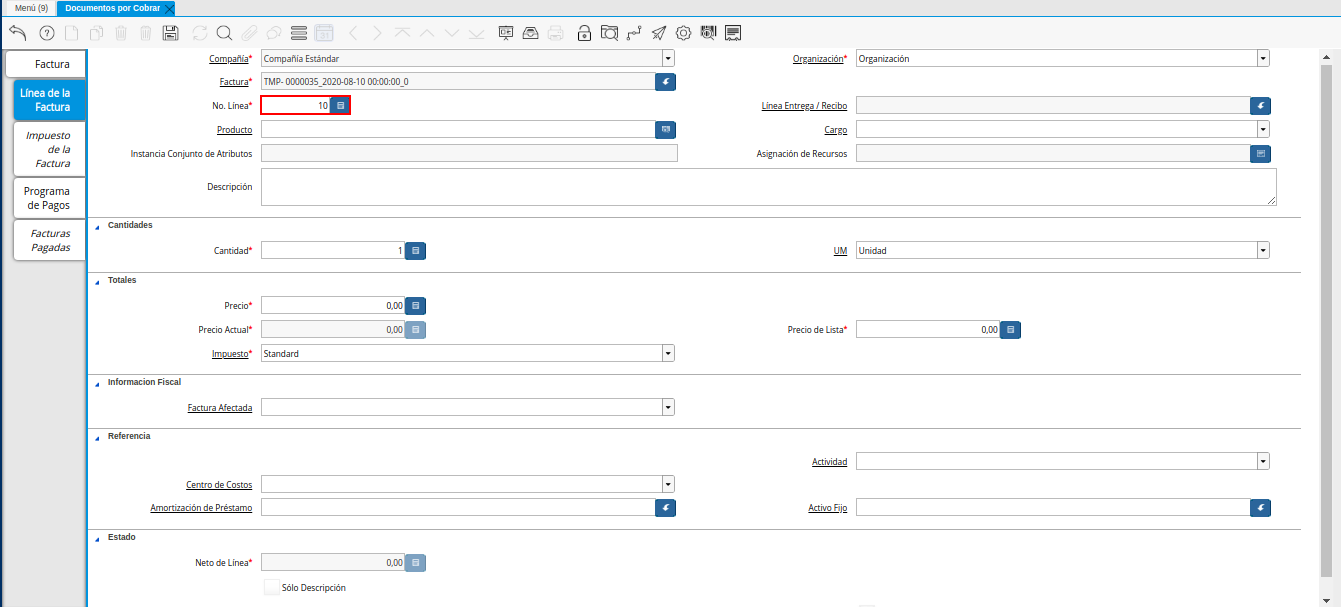 Menú (9) Documentos por Cobrar
Factura
Línea de la
Factura
Impuesto
de la
Factura
Programa
de Pagos
Facturas
Pagadas
Compañía* Compañía Estándar Organización* Organización
Factura* TMP- 0000035_2020-08-10 00:00:00_0
No. Línea* 10 Línea Entrega / Recibo
Producto Cargo
Instancia Conjunto de Atributos Asignación de Recursos
Descripción
Cantidades
Cantidad* 1 UM Unidad
Totales
Precio* 0,00
Precio Actual* 0,00 Precio de Lista* 0,00
Impuesto* Standard
Informacion Fiscal
Factura Afectada
Referencia
Actividad
Centro de Costos
Amortización de Préstamo Activo Fijo
Estado
Neto de Línea* 0,00
Sólo Descripción